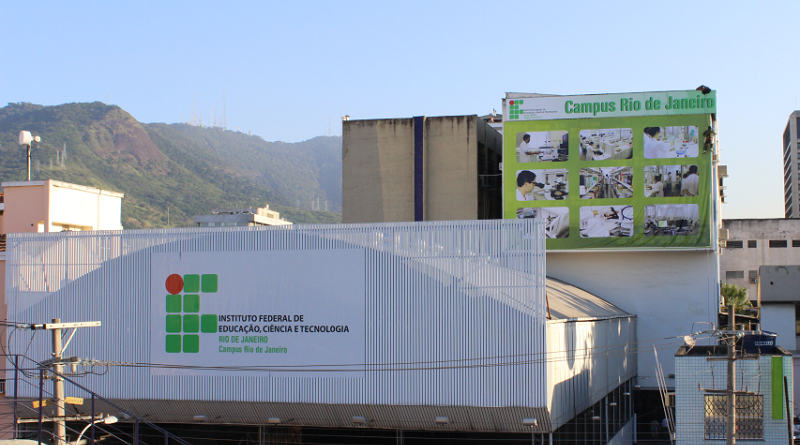 Campus Rio de Janeiro
INSTITUTO FEDERAL DE
EDUCAÇÃO, CIÊNCIA E TECNOLOGIA
RIO DE JANEIRO
Campus Rio de Janeiro